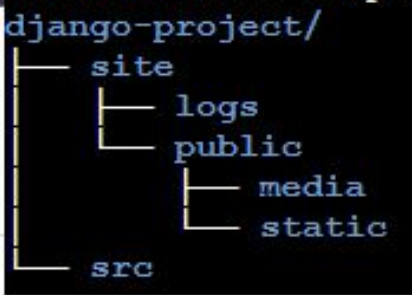 django-project/
├── site
│   ├── logs
│   └── public
│       ├── media
│       └── static
└── src